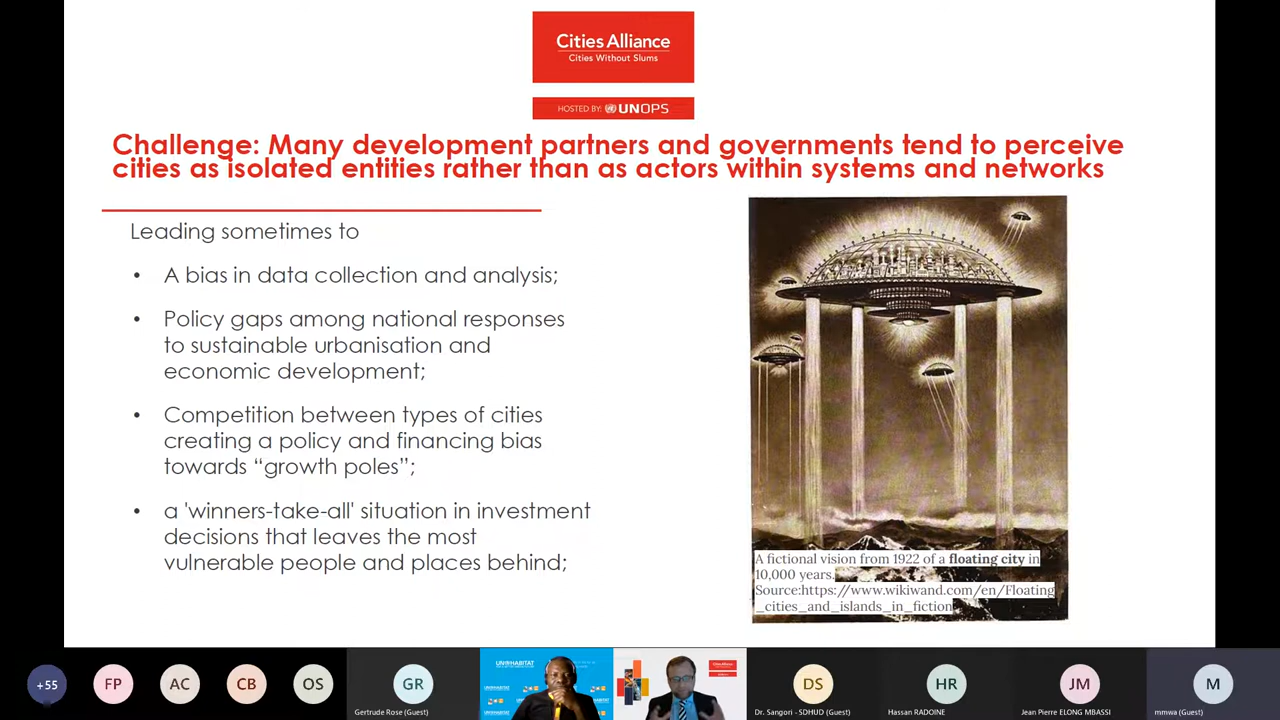 Cities Alliance
Cities Without Slums
HOSTED BY: UNOPS
Challenge: Many development partners and governments tend to perceive
cities as isolated entities rather than as actors within systems and networks
Leading sometimes to
• A bias in data collection and analysis;
• Policy gaps among national responses
to sustainable urbanisation and
economic development;
• Competition between types of cities
creating a policy and financing bias
towards “growth poles”;
• a 'winners-take-all' situation in investment
decisions that leaves the most
vulnerable people and places behind;
A fictional vision from 1922 of a floating city in
10,000 years.
Source:https://www.wikiwand.com/en/Floating
_cities_and_islands_in_fiction
+55
FP
AC
CB
OS
GR
Gertrude Rose (Guest)
UN-HABITAT
Cities Alliance
DS
Dr. Sangori - SDHUD (Guest)
HR
Hassan RADOINE
JM
Jean Pierre ELONG MBASSI
M
mmwa (Guest)